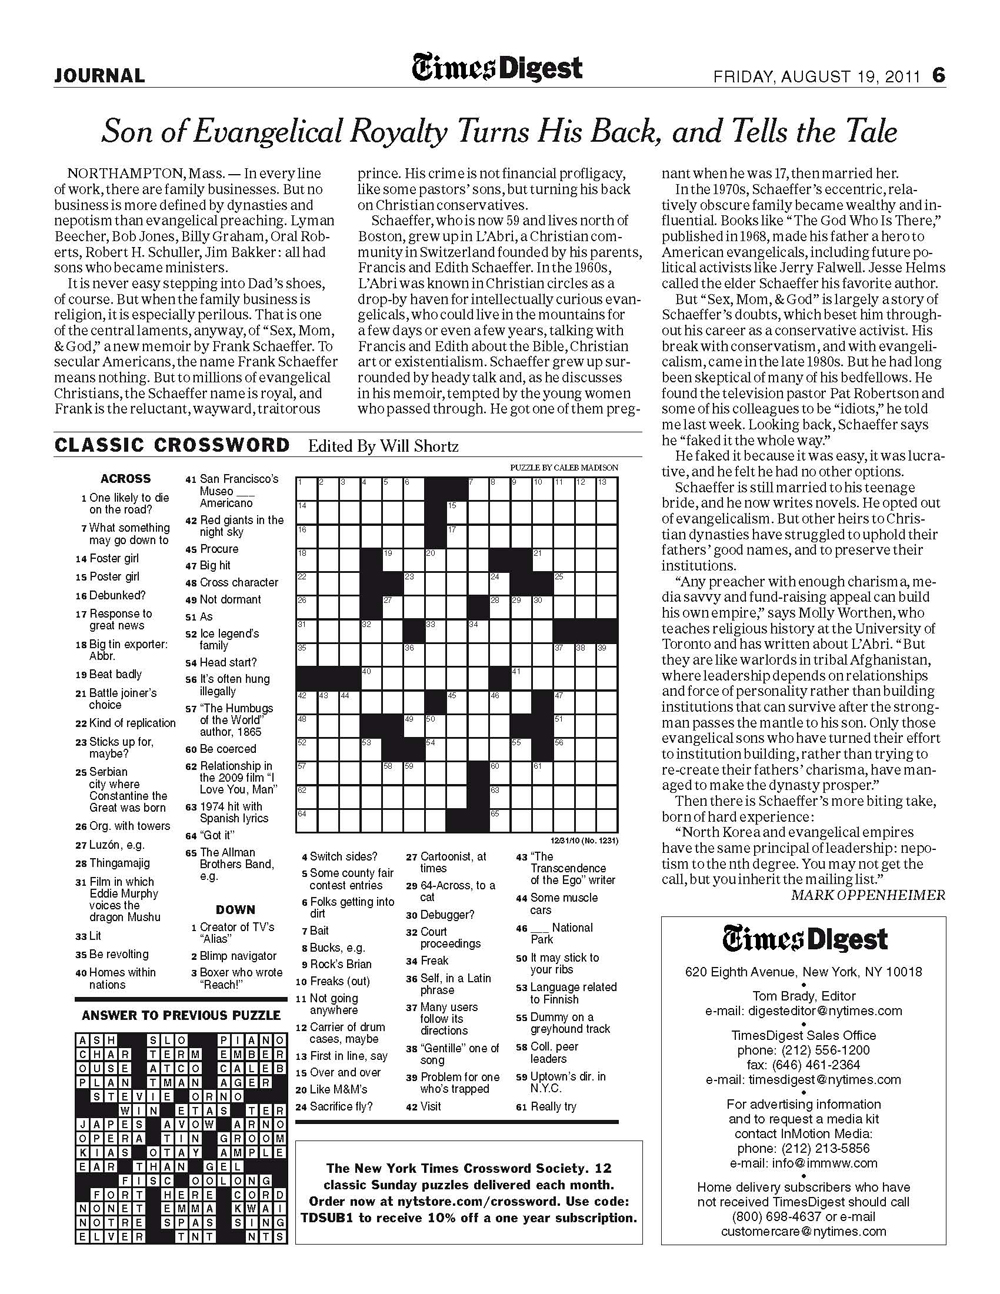 JOURNAL
TimesDigest
FRIDAY, AUGUST 19, 2011 6
Son of Evangelical Royalty Turns His Back, and Tells the Tale
NORTHAMPTON, Mass. — In every line
of work, there are family businesses. But no
business is more defined by dynasties and
nepotism than evangelical preaching. Lyman
Beecher, Bob Jones, Billy Graham, Oral Rob-
erts, Robert H. Schuller, Jim Bakker: all had
sons who became ministers.
It is never easy stepping into Dad's shoes,
of course. But when the family business is
religion, it is especially perilous. That is one
of the central laments, anyway, of “Sex, Mom,
& God,” a new memoir by Frank Schaeffer. To
secular Americans, the name Frank Schaeffer
means nothing. But to millions of evangelical
Christians, the Schaeffer name is royal, and
Frank is the reluctant, wayward, traitorous
prince. His crime is not financial profligacy,
like some pastors' sons, but turning his back
on Christian conservatives.
Schaeffer, who is now 59 and lives north of
Boston, grew up in L'Abri, a Christian com-
munity in Switzerland founded by his parents,
Francis and Edith Schaeffer. In the 1960s,
L'Abri was known in Christian circles as a
drop-by haven for intellectually curious evan-
gelicals, who could live in the mountains for
a few days or even a few years, talking with
Francis and Edith about the Bible, Christian
art or existentialism. Schaeffer grew up sur-
rounded by heady talk and, as he discusses
in his memoir, tempted by the young women
who passed through. He got one of them preg-
nant when he was 17, then married her.
In the 1970s, Schaeffer's eccentric, rela-
tively obscure family became wealthy and in-
fluential. Books like “The God Who Is There,”
published in 1968, made his father a hero to
American evangelicals, including future po-
litical activists like Jerry Falwell. Jesse Helms
called the elder Schaeffer his favorite author.
But “Sex, Mom, & God” is largely a story of
Schaeffer's doubts, which beset him through-
out his career as a conservative activist. His
break with conservatism, and with evangeli-
calism, came in the late 1980s. But he had long
been skeptical of many of his bedfellows. He
found the television pastor Pat Robertson and
some of his colleagues to be “idiots,” he told
me last week. Looking back, Schaeffer says
he “faked it the whole way.”
He faked it because it was easy, it was lucra-
tive, and he felt he had no other options.
Schaeffer is still married to his teenage
bride, and he now writes novels. He opted out
of evangelicalism. But other heirs to Chris-
tian dynasties have struggled to uphold their
fathers' good names, and to preserve their
institutions.
“Any preacher with enough charisma, me-
dia savvy and fund-raising appeal can build
his own empire,” says Molly Worthen, who
teaches religious history at the University of
Toronto and has written about L'Abri. “But
they are like warlords in tribal Afghanistan,
where leadership depends on relationships
and force of personality rather than building
institutions that can survive after the strong-
man passes the mantle to his son. Only those
evangelical sons who have turned their effort
to institution building, rather than trying to
re-create their fathers' charisma, have man-
aged to make the dynasty prosper.”
Then there is Schaeffer's more biting take,
born of hard experience:
“North Korea and evangelical empires
have the same principal of leadership: nepo-
tism to the nth degree. You may not get the
call, but you inherit the mailing list.”
MARK OPPENHEIMER
CLASSIC CROSSWORD Edited By Will Shortz
PUZZLE BY CALEB MADISON
ACROSS
1 One likely to die
on the road?
7 What something
may go down to
14 Foster girl
15 Poster girl
16 Debunked?
17 Response to
great news
18 Big tin exporter:
Abbr.
19 Beat badly
21 Battle joiner's
choice
22 Kind of replication
23 Sticks up for,
maybe?
25 Serbian
city where
Constantine the
Great was born
26 Org. with towers
27 Luzón, e.g.
28 Thingamajig
31 Film in which
Eddie Murphy
voices the
dragon Mushu
33 Lit
35 Be revolting
40 Homes within
nations
41 San Francisco's
Museo ___
Americano
42 Red giants in the
night sky
45 Procure
47 Big hit
48 Cross character
49 Not dormant
51 As
52 Ice legend's
family
54 Head start?
56 It's often hung
illegally
57 “The Humbugs
of the World”
author, 1865
60 Be coerced
62 Relationship in
the 2009 film “I
Love You, Man”
63 1974 hit with
Spanish lyrics
64 “Got it”
65 The Allman
Brothers Band,
e.g.
DOWN
1 Creator of TV's
“Alias”
2 Blimp navigator
3 Boxer who wrote
“Reach!”
12/31/10 (No. 1231)
4 Switch sides?
5 Some county fair
contest entries
6 Folks getting into
dirt
7 Bait
8 Bucks, e.g.
9 Rock's Brian
10 Freaks (out)
11 Not going
anywhere
12 Carrier of drum
cases, maybe
13 First in line, say
15 Over and over
20 Like M&M's
24 Sacrifice fly?
27 Cartoonist, at
times
29 64-Across, to a
cat
30 Debugger?
32 Court
proceedings
34 Freak
36 Self, in a Latin
phrase
37 Many users
follow its
directions
38 “Gentille” one of
song
39 Problem for one
who's trapped
42 Visit
43 “The
Transcendence
of the Ego” writer
44 Some muscle
cars
46 ___ National
Park
50 It may stick to
your ribs
53 Language related
to Finnish
55 Dummy on a
greyhound track
58 Coll. peer
leaders
59 Uptown's dir. in
N.Y.C.
61 Really try
ANSWER TO PREVIOUS PUZZLE
ASH SLO PIANO
CHAR TERM EMBER
OUSE ATCO CALEB
PLAN TMAN AGER
STEVIE ORNO
WIN ETAS TER
JAPES AVOW ARNO
OPERA TIN GROOM
KIAS OTAY AMPLE
EAR THAN GEL
FISC OOLONG
FORT HERE CORD
NONET EMMA KWAI
NOTRE SPAS SING
ELVER TNT NTS
The New York Times Crossword Society. 12
classic Sunday puzzles delivered each month.
Order now at nytstore.com/crossword. Use code:
TDSUB1 to receive 10% off a one year subscription.
TimesDIgest
620 Eighth Avenue, New York, NY 10018
•
Tom Brady, Editor
e-mail: digesteditor@nytimes.com
•
TimesDigest Sales Office
phone: (212) 556-1200
fax: (646) 461-2364
e-mail: timesdigest@nytimes.com
•
For advertising information
and to request a media kit
contact InMotion Media:
phone: (212) 213-5856
e-mail: info@immww.com
•
Home delivery subscribers who have
not received TimesDigest should call
(800) 698-4637 or e-mail
customercare@nytimes.com